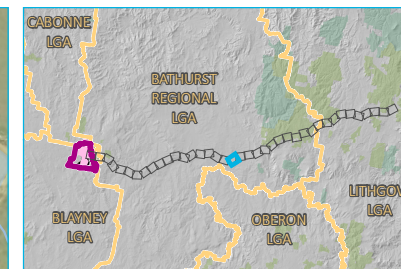 CABONNE
LGA
BATHURST
REGIONAL
LGA
BLAYNEY
LGA
OBERON
LGA
LITHGOW
LGA